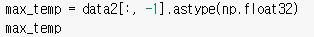 max_temp = data2[:, -1].astype(np.float32)
max_temp